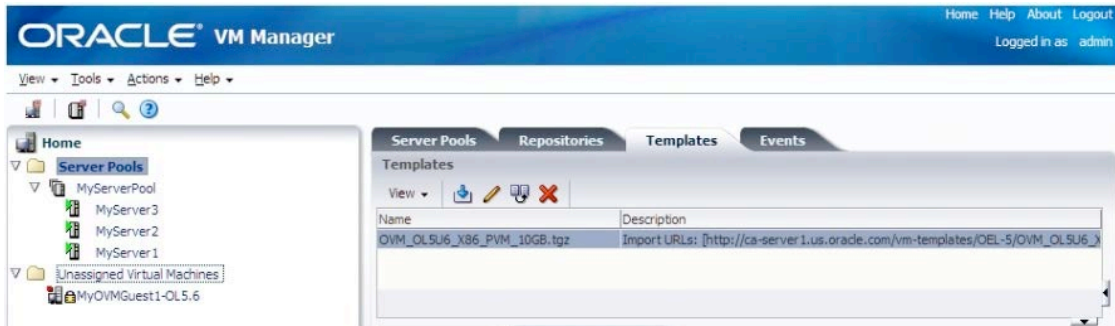 Home Help About Logout
ORACLE® VM Manager
Logged in as admin
View Tools Actions Help
Home
Server Pools
MyServerPool
MyServer3
MyServer2
MyServer1
Unassigned Virtual Machines
MyOVMGuest1-OL5.6
Server Pools Repositories Templates Events
Templates
View
Name Description
OVM_OL5U6_X86_PVM_10GB.tgz Import URLs: [http://ca-server1.us.oracle.com/vm-templates/OEL-5/OVM_OL5U6_X